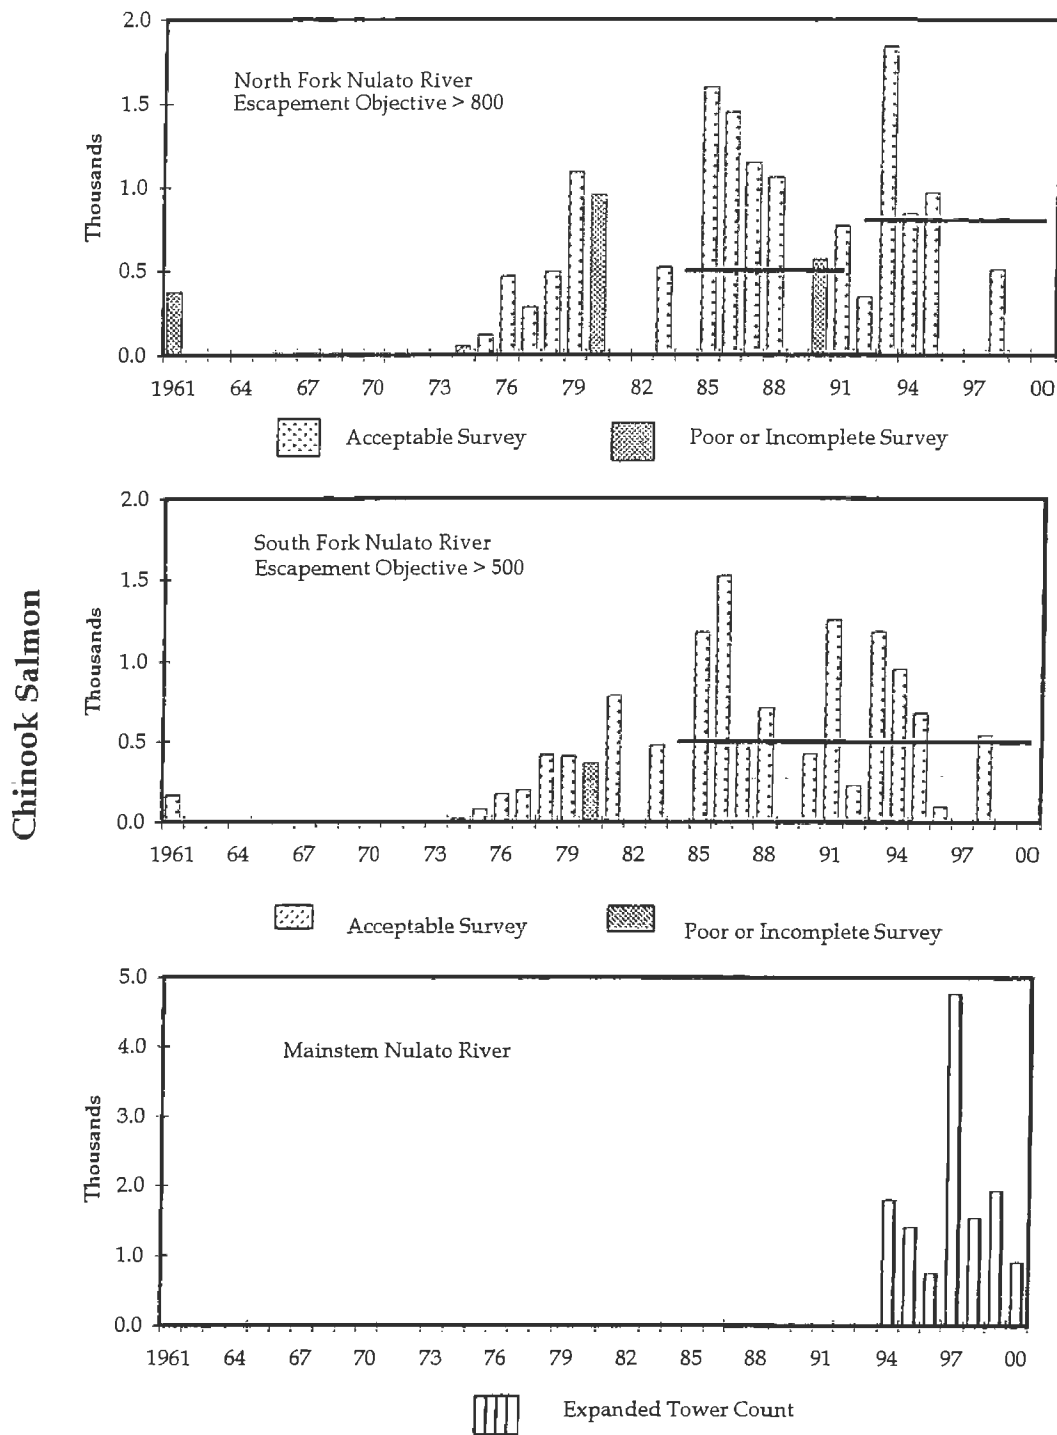 Chinook Salmon
2.0
1.5
1.0
0.5
0.0
Thousands
North Fork Nulato River
Escapement Objective > 800
1961 64 67 70 73 76 79 82 85 88 91 94 97 00
Acceptable Survey Poor or Incomplete Survey
2.0
1.5
1.0
0.5
0.0
Thousands
South Fork Nulato River
Escapement Objective > 500
1961 64 67 70 73 76 79 82 85 88 91 94 97 00
Acceptable Survey Poor or Incomplete Survey
5.0
4.0
3.0
2.0
1.0
0.0
Thousands
Mainstem Nulato River
1961 64 67 70 73 76 79 82 85 88 91 94 97 00
Expanded Tower Count